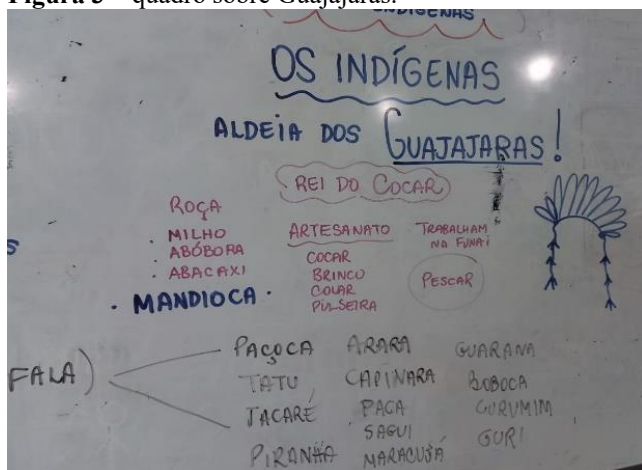 Figura 3 – quadro sobre Guajajaras.
INDÍGENAS
OS INDÍGENAS
ALDEIA DOS GUAJAJARAS!
REI DO COCAR
ROÇA
. MILHO
. ABÓBORA
. ABACAXI
. MANDIOCA .
ARTESANATO
COCAR
BRINCO
COLAR
PULSEIRA
TRABALHAM
NA FUNAI
PESCAR
S
FALA)
PAÇOCA
TATU
JACARÉ
PIRANHA
ARARA
CAPIVARA
PACA
SAGUI
MARACUJÁ
GUARANA
BOBOCA
CURUMIM
GURI